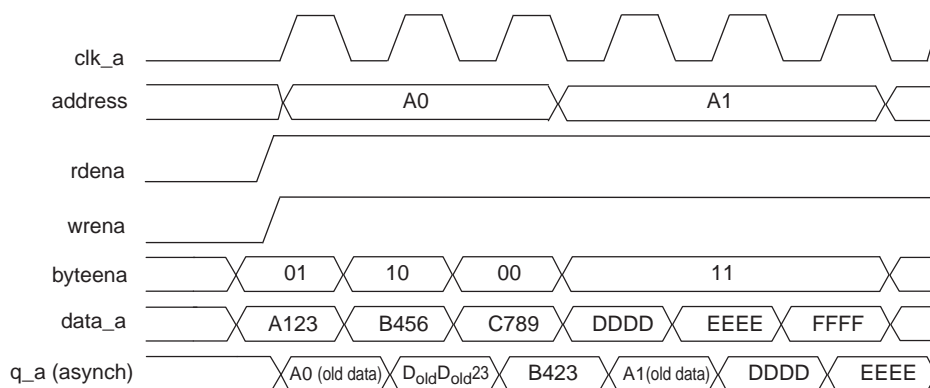 clk_a
address A0 A1
rdena
wrena
byteena 01 10 00 11
data_a A123 B456 C789 DDDD EEEE FFFF
q_a (asynch) A0 (old data) DoldDold23 B423 A1(old data) DDDD EEEE